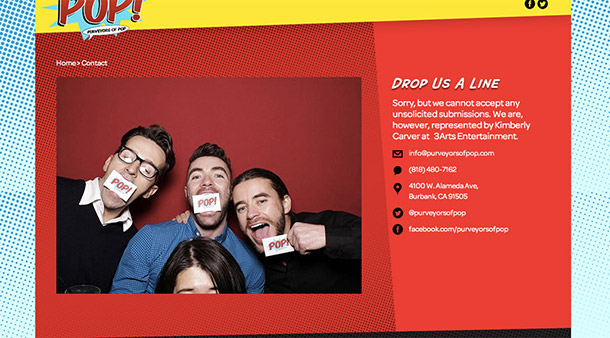 POP!
PURVEYORS OF POP
Home > Contact
DROP US A LINE
Sorry, but we cannot accept any
unsolicited submissions. We are,
however, represented by Kimberly
Carver at 3Arts Entertainment.
info@purveyorsofpop.com
(818) 480-7162
4100 W. Alameda Ave,
Burbank, CA 91505
@purveyorsofpop
facebook.com/purveyorsofpop
POP!
POP!
POP!